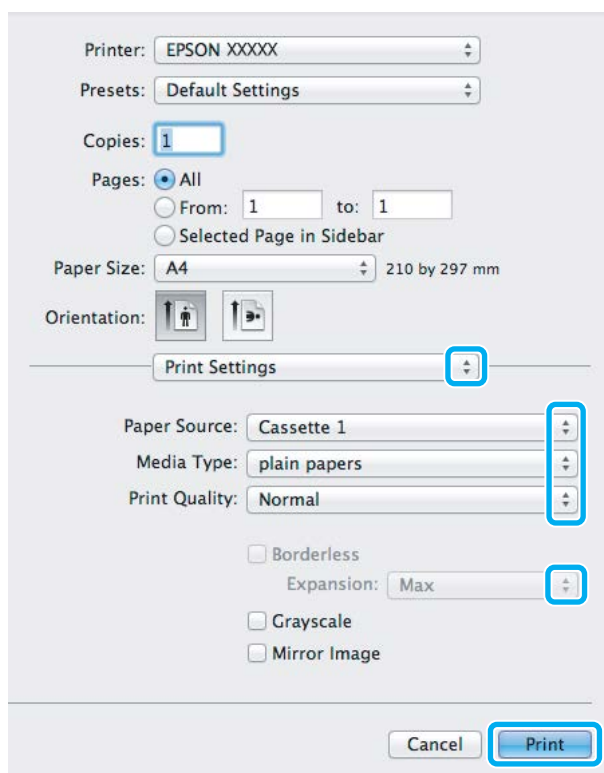 Printer: EPSON XXXXX
Presets: Default Settings
Copies: 1
Pages: All
From: 1 to: 1
Selected Page in Sidebar
Paper Size: A4 210 by 297 mm
Orientation:
Print Settings
Paper Source: Cassette 1
Media Type: plain papers
Print Quality: Normal
Borderless
Expansion: Max
Grayscale
Mirror Image
Cancel Print